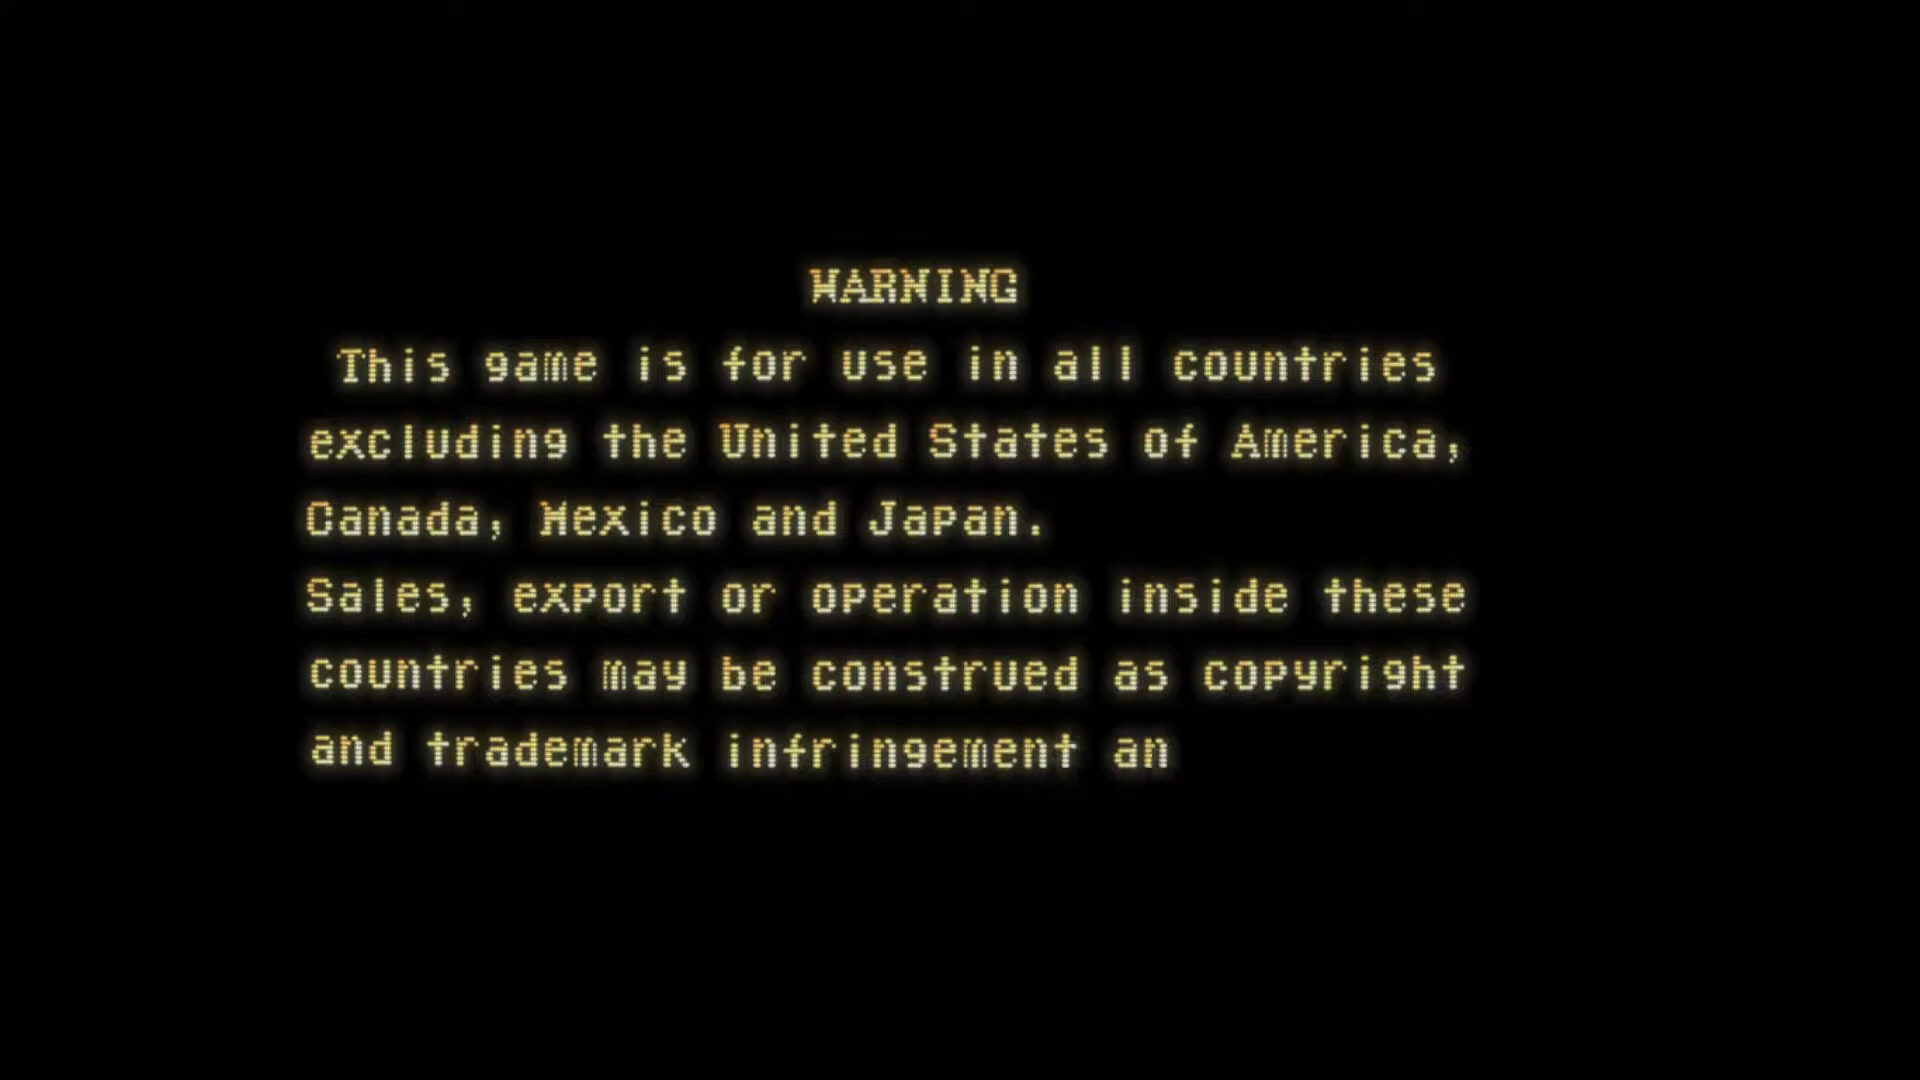 WARNING
This game is for use in all countries
excluding the United States of America,
Canada, Mexico and Japan.
Sales, export or operation inside these
countries may be construed as copyright
and trademark infringement an